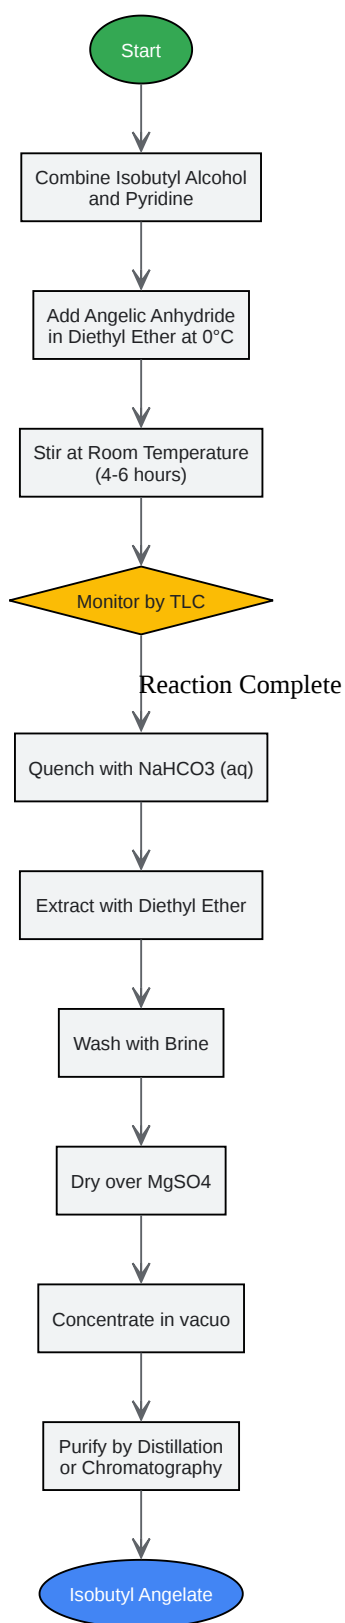 Start
Combine Isobutyl Alcohol
and Pyridine
Add Angelic Anhydride
in Diethyl Ether at 0°C
Stir at Room Temperature
(4-6 hours)
Monitor by TLC
Reaction Complete
Quench with NaHCO3 (aq)
Extract with Diethyl Ether
Wash with Brine
Dry over MgSO4
Concentrate in vacuo
Purify by Distillation
or Chromatography
Isobutyl Angelate